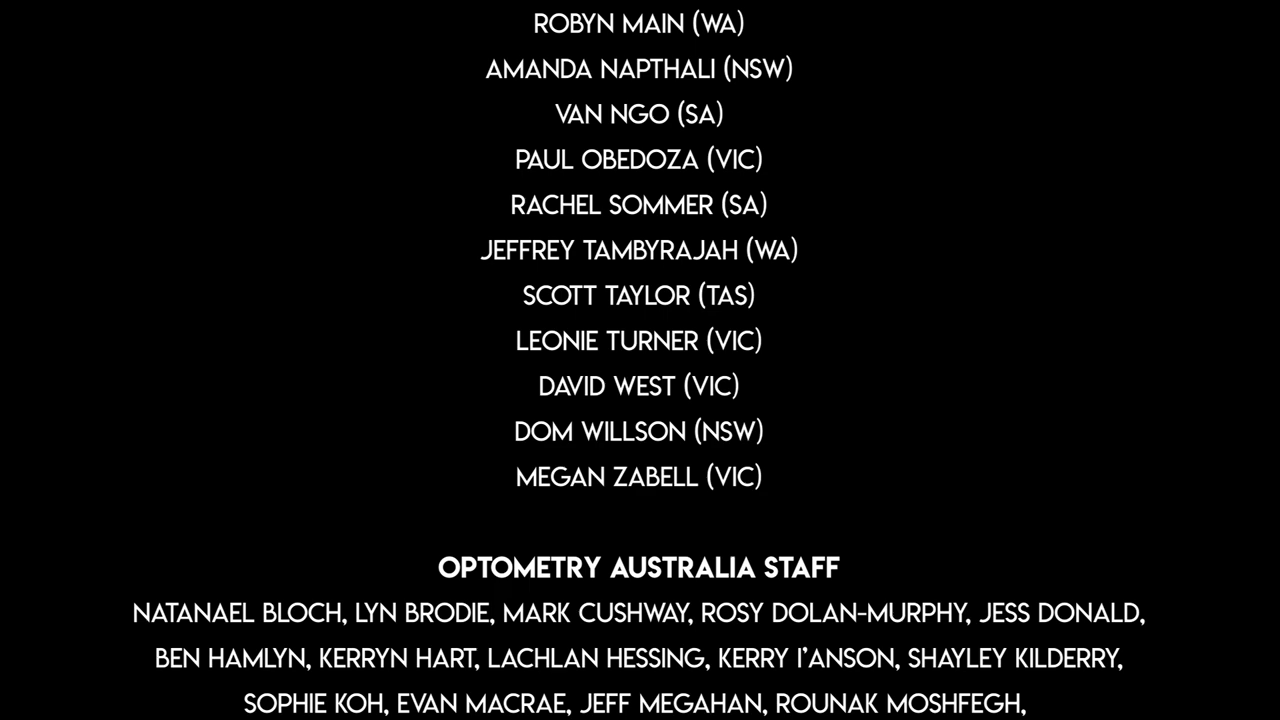 ROBYN MAIN (WA)
AMANDA NAPTHALI (NSW)
VAN NGO (SA)
PAUL OBEDOZA (VIC)
RACHEL SOMMER (SA)
JEFFREY TAMBYRAJAH (WA)
SCOTT TAYLOR (TAS)
LEONIE TURNER (VIC)
DAVID WEST (VIC)
DOM WILLSON (NSW)
MEGAN ZABELL (VIC)
OPTOMETRY AUSTRALIA STAFF
NATANAEL BLOCH, LYN BRODIE, MARK CUSHWAY, ROSY DOLAN-MURPHY, JESS DONALD,
BEN HAMLYN, KERRYN HART, LACHLAN HESSING, KERRY I'ANSON, SHAYLEY KILDERRY,
SOPHIE KOH, EVAN MACRAE, JEFF MEGAHAN, ROUNAK MOSHFEGH,